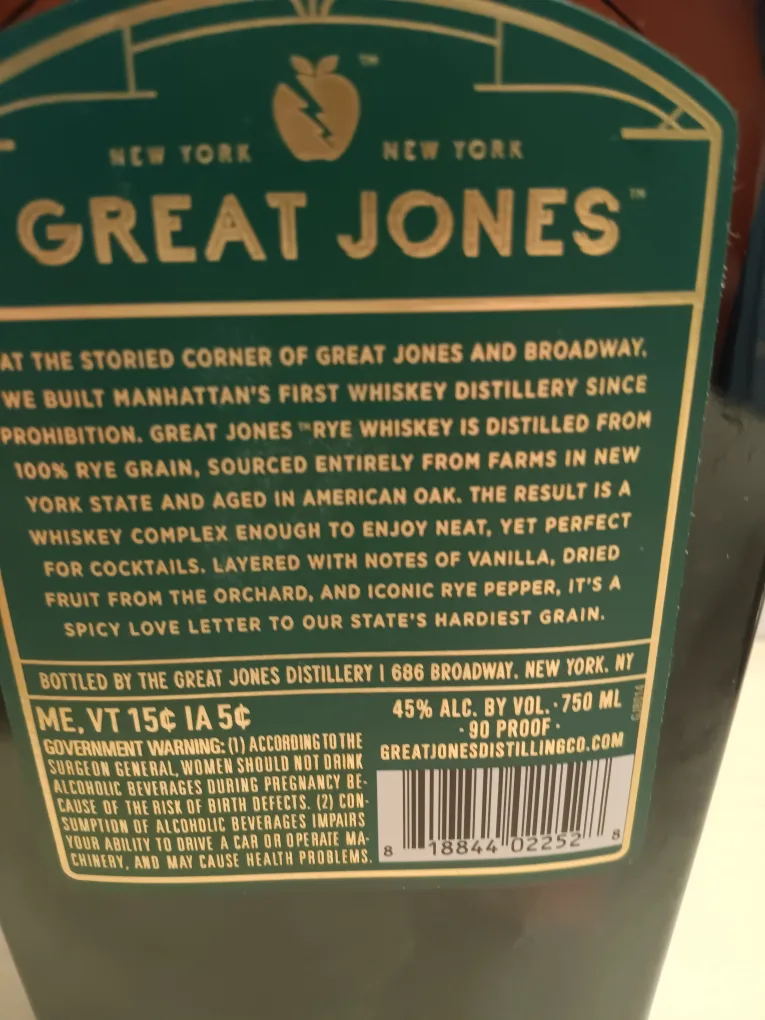 NEW YORK NEW YORK
GREAT JONES™
AT THE STORIED CORNER OF GREAT JONES AND BROADWAY,
WE BUILT MANHATTAN'S FIRST WHISKEY DISTILLERY SINCE
PROHIBITION. GREAT JONES ™RYE WHISKEY IS DISTILLED FROM
100% RYE GRAIN, SOURCED ENTIRELY FROM FARMS IN NEW
YORK STATE AND AGED IN AMERICAN OAK. THE RESULT IS A
WHISKEY COMPLEX ENOUGH TO ENJOY NEAT, YET PERFECT
FOR COCKTAILS. LAYERED WITH NOTES OF VANILLA, DRIED
FRUIT FROM THE ORCHARD, AND ICONIC RYE PEPPER, IT'S A
SPICY LOVE LETTER TO OUR STATE'S HARDIEST GRAIN.
BOTTLED BY THE GREAT JONES DISTILLERY | 686 BROADWAY. NEW YORK. NY
ME, VT 15¢ IA 5¢
GOVERNMENT WARNING: (1) ACCORDING TO THE
SURGEON GENERAL, WOMEN SHOULD NOT DRINK
ALCOHOLIC BEVERAGES DURING PREGNANCY BE-
CAUSE OF THE RISK OF BIRTH DEFECTS. (2) CON-
SUMPTION OF ALCOHOLIC BEVERAGES IMPAIRS
YOUR ABILITY TO DRIVE A CAR OR OPERATE MA-
CHINERY, AND MAY CAUSE HEALTH PROBLEMS.
45% ALC. BY VOL. · 750 ML
· 90 PROOF ·
GREATJONESDISTILLINGCO.COM
8 18844 02252 8